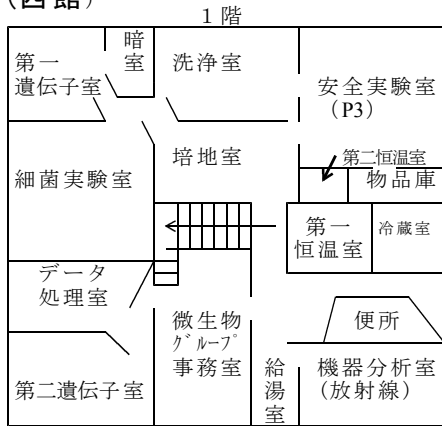 (西館)
1階
第一
遺伝子室
暗
室
洗浄室
安全実験室
(P3)
細菌実験室
培地室
第二恒温室
物品庫
第一
恒温室
冷蔵室
データ
処理室
微生物
グループ
事務室
便所
第二遺伝子室
給
湯
室
機器分析室
(放射線)